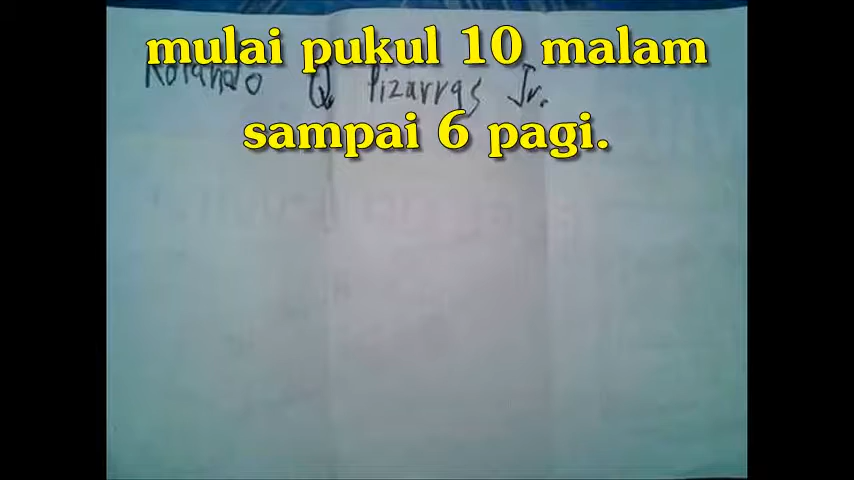 mulai pukul 10 malam
Rolando Q Pizarras Jr.
sampai 6 pagi.